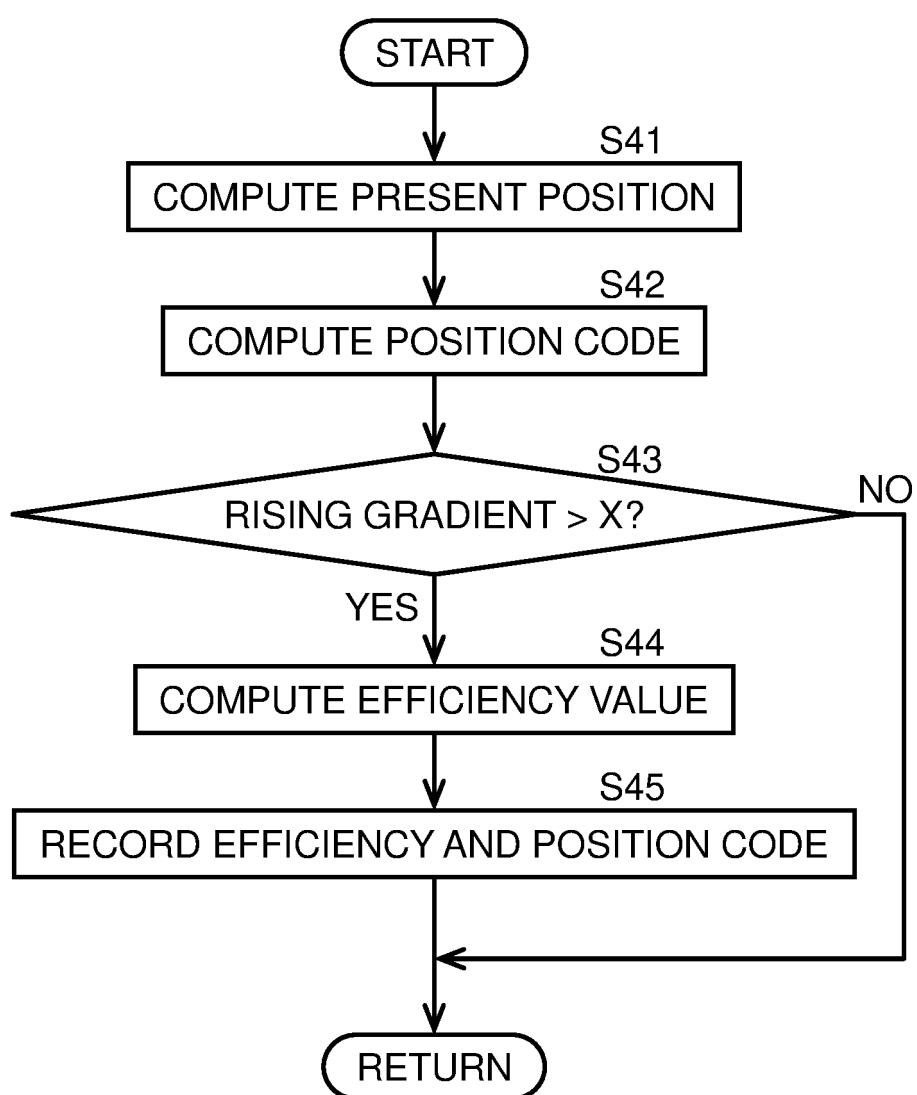 START
S41
COMPUTE PRESENT POSITION
S42
COMPUTE POSITION CODE
S43
RISING GRADIENT > X?
NO
YES
S44
COMPUTE EFFICIENCY VALUE
S45
RECORD EFFICIENCY AND POSITION CODE
RETURN